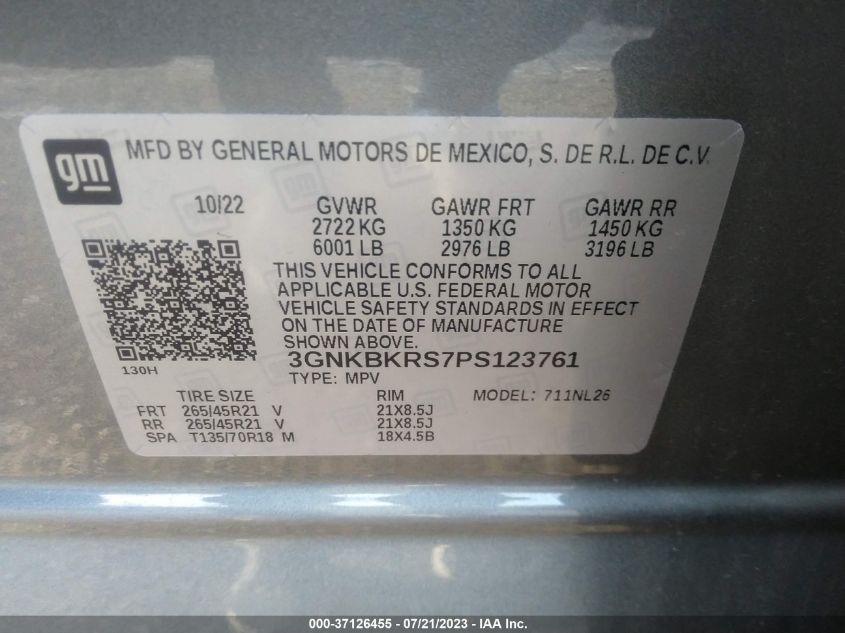 gm
MFD BY GENERAL MOTORS DE MEXICO, S. DE R.L. DE C.V.
10/22 GVWR GAWR FRT GAWR RR
2722 KG 1350 KG 1450 KG
6001 LB 2976 LB 3196 LB
THIS VEHICLE CONFORMS TO ALL
APPLICABLE U.S. FEDERAL MOTOR
VEHICLE SAFETY STANDARDS IN EFFECT
ON THE DATE OF MANUFACTURE
SHOWN ABOVE.
130H
3GNKBKRS7PS123761
TYPE: MPV
TIRE SIZE RIM MODEL: 711NL26
FRT 265/45R21 V 21X8.5J
RR 265/45R21 V 21X8.5J
SPA T135/70R18 M 18X4.5B
000-37126455 - 07/21/2023 - IAA Inc.